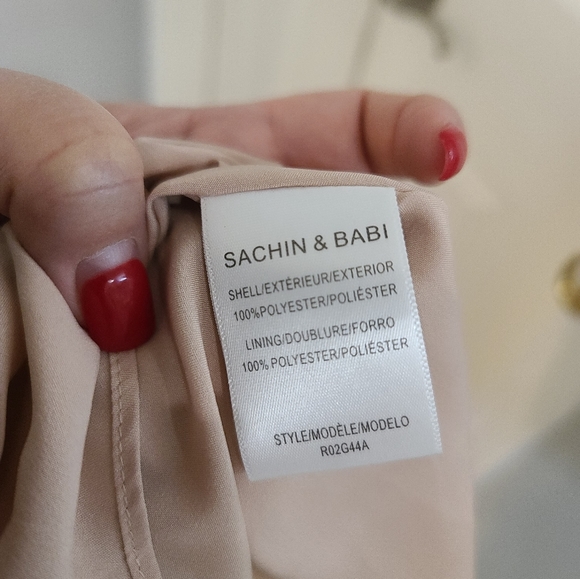 SACHIN & BABI
SHELL/EXTÉRIEUR/EXTERIOR
100%POLYESTER/POLIÉSTER
LINING/DOUBLURE/FORRO
100% POLYESTER/POLIÉSTER
STYLE/MODÈLE/MODELO
R02G44A